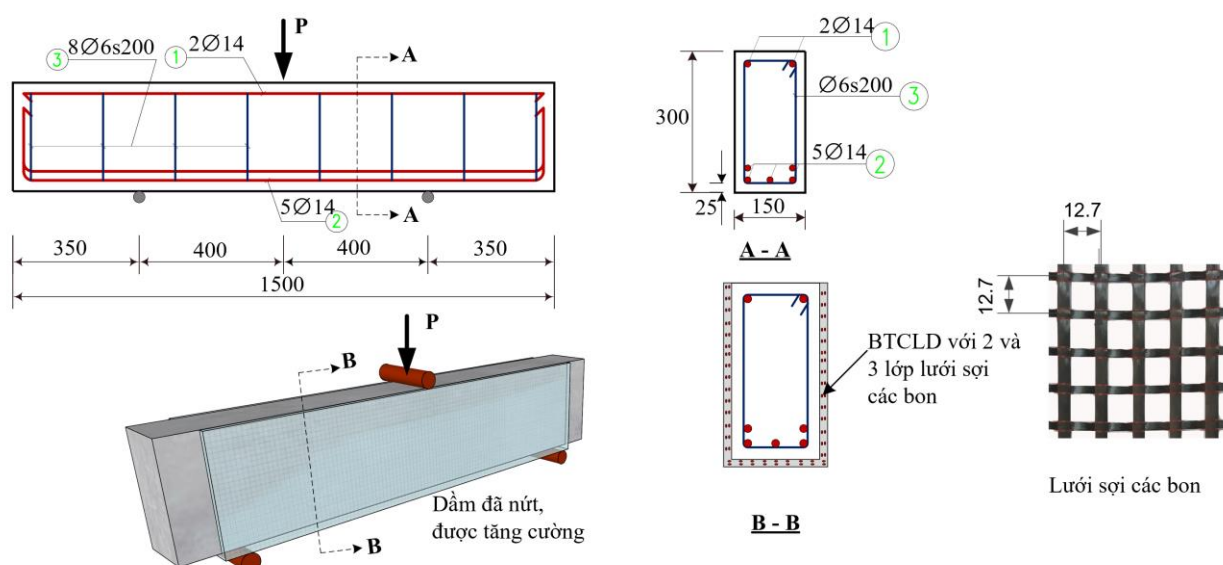 P
8Ø6s200
3
1
2Ø14
A
A
5Ø14
2
350
400
400
350
1500
2Ø14
1
Ø6s200
3
300
5Ø14
2
25
150
A - A
12.7
12.7
P
B
B
Dầm đã nứt,
được tăng cường
BTCLD với 2 và
3 lớp lưới sợi
các bon
B - B
Lưới sợi các bon